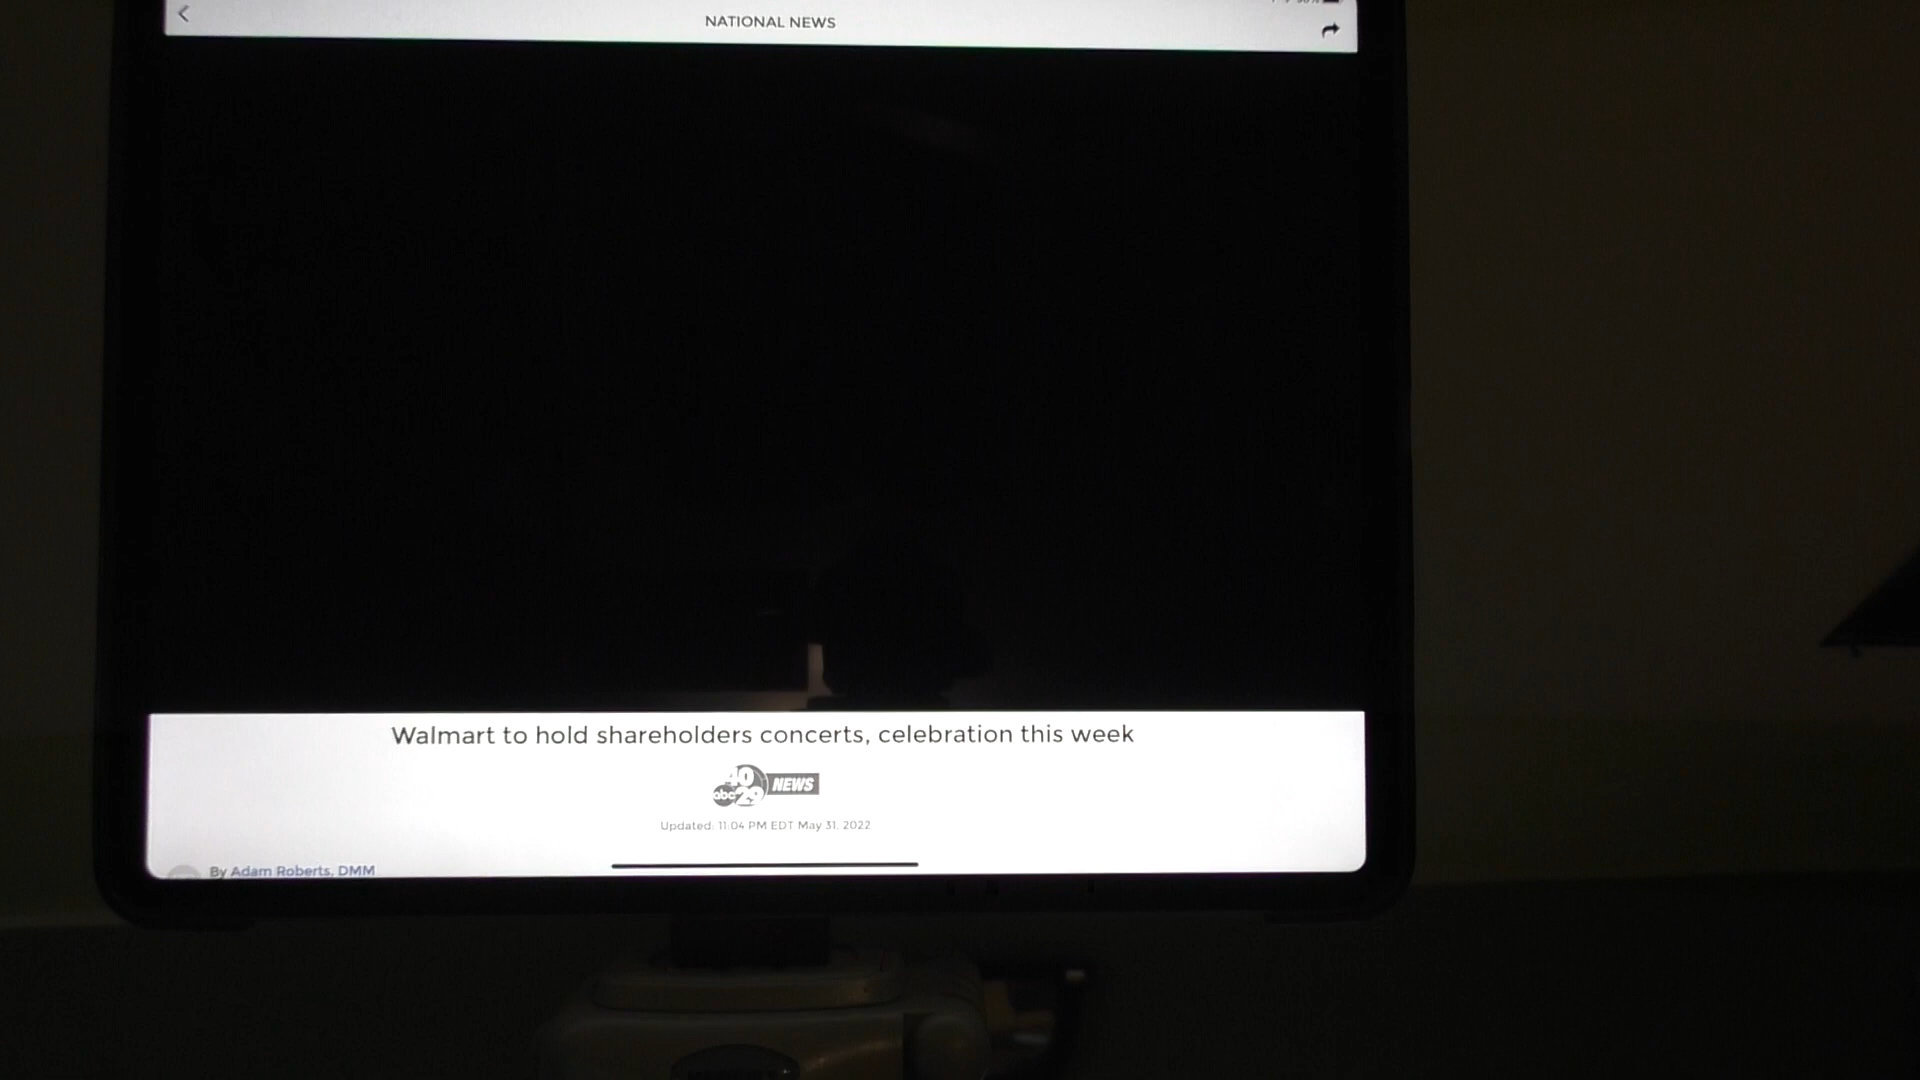 NATIONAL NEWS
Walmart to hold shareholders concerts, celebration this week
40
abc 29 NEWS
Updated: 11:04 PM EDT May 31, 2022
By Adam Roberts, DMM